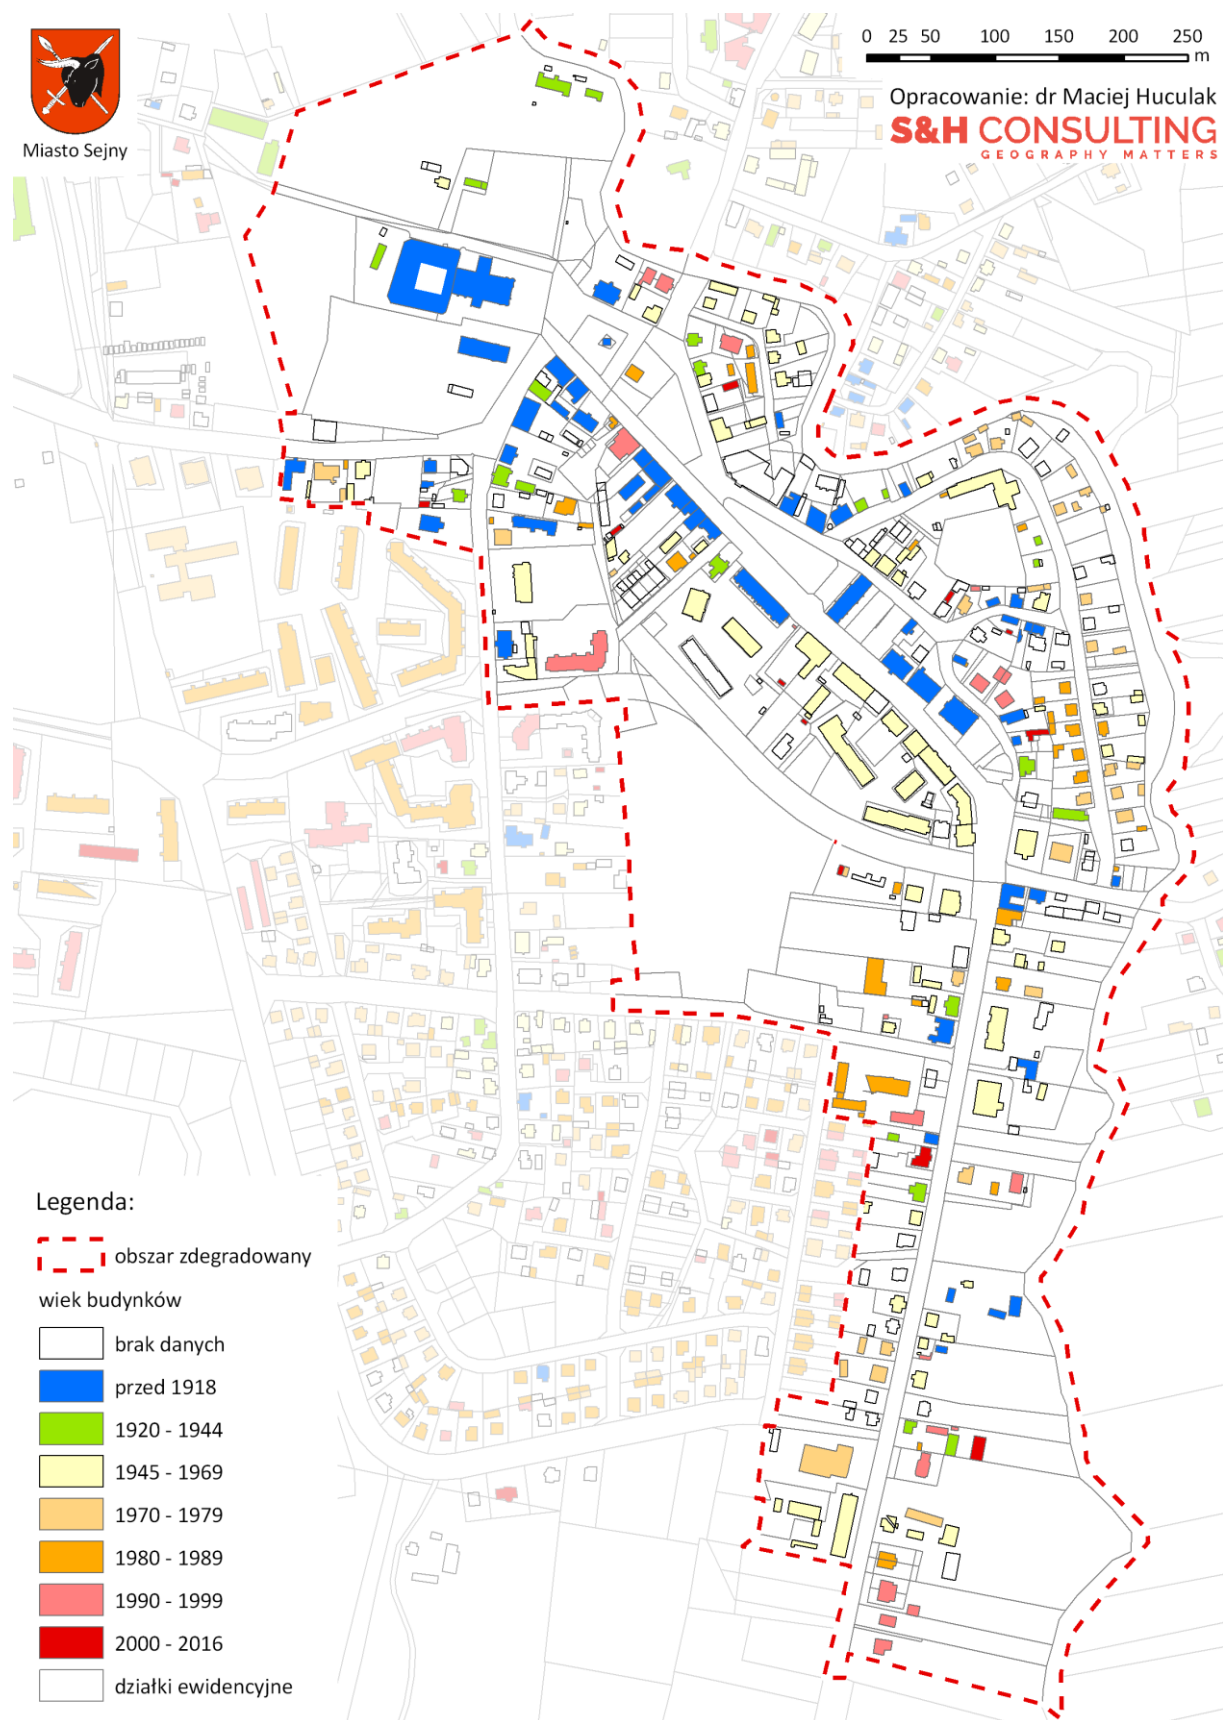 Miasto Sejny
0 25 50 100 150 200 250
m
Opracowanie: dr Maciej Huculak
S&H CONSULTING
GEOGRAPHY MATTERS
Legenda:
obszar zdegradowany
wiek budynków
brak danych
przed 1918
1920 - 1944
1945 - 1969
1970 - 1979
1980 - 1989
1990 - 1999
2000 - 2016
działki ewidencyjne